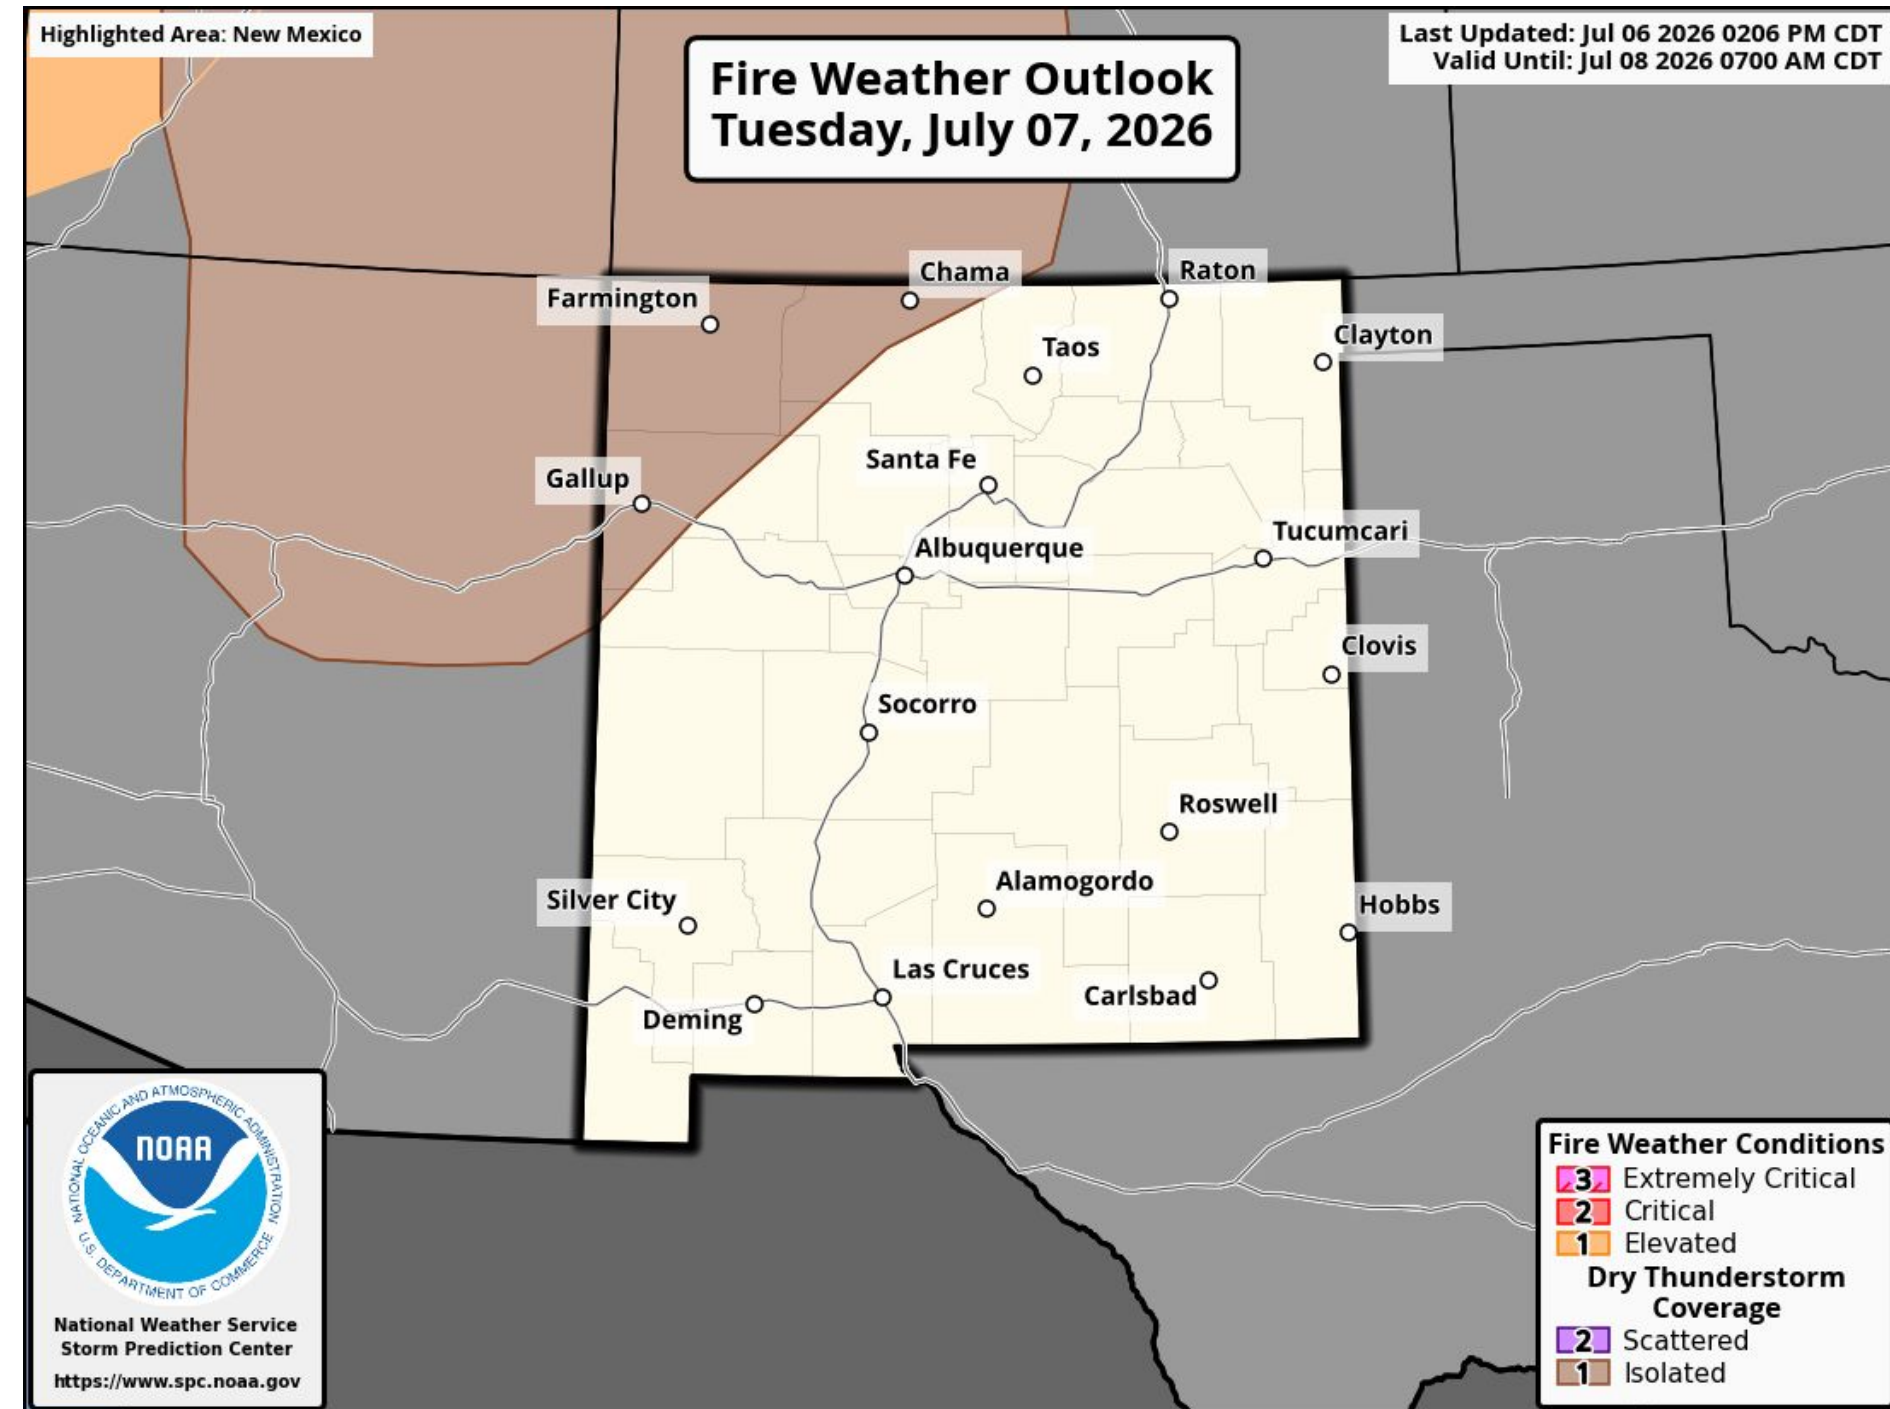 Highlighted Area: New Mexico
Last Updated: Jul 06 2026 0206 PM CDT
Valid Until: Jul 08 2026 0700 AM CDT
Fire Weather Outlook
Tuesday, July 07, 2026
Chama
Raton
Farmington
Clayton
Taos
Santa Fe
Gallup
Tucumcari
Albuquerque
Clovis
Socorro
Roswell
Alamogordo
Silver City
Hobbs
Las Cruces
Carlsbad
Deming
NATIONAL OCEANIC AND ATMOSPHERIC ADMINISTRATION
NOAA
U.S. DEPARTMENT OF COMMERCE
National Weather Service
Storm Prediction Center
https://www.spc.noaa.gov
Fire Weather Conditions
3 Extremely Critical
2 Critical
1 Elevated
Dry Thunderstorm
Coverage
2 Scattered
1 Isolated